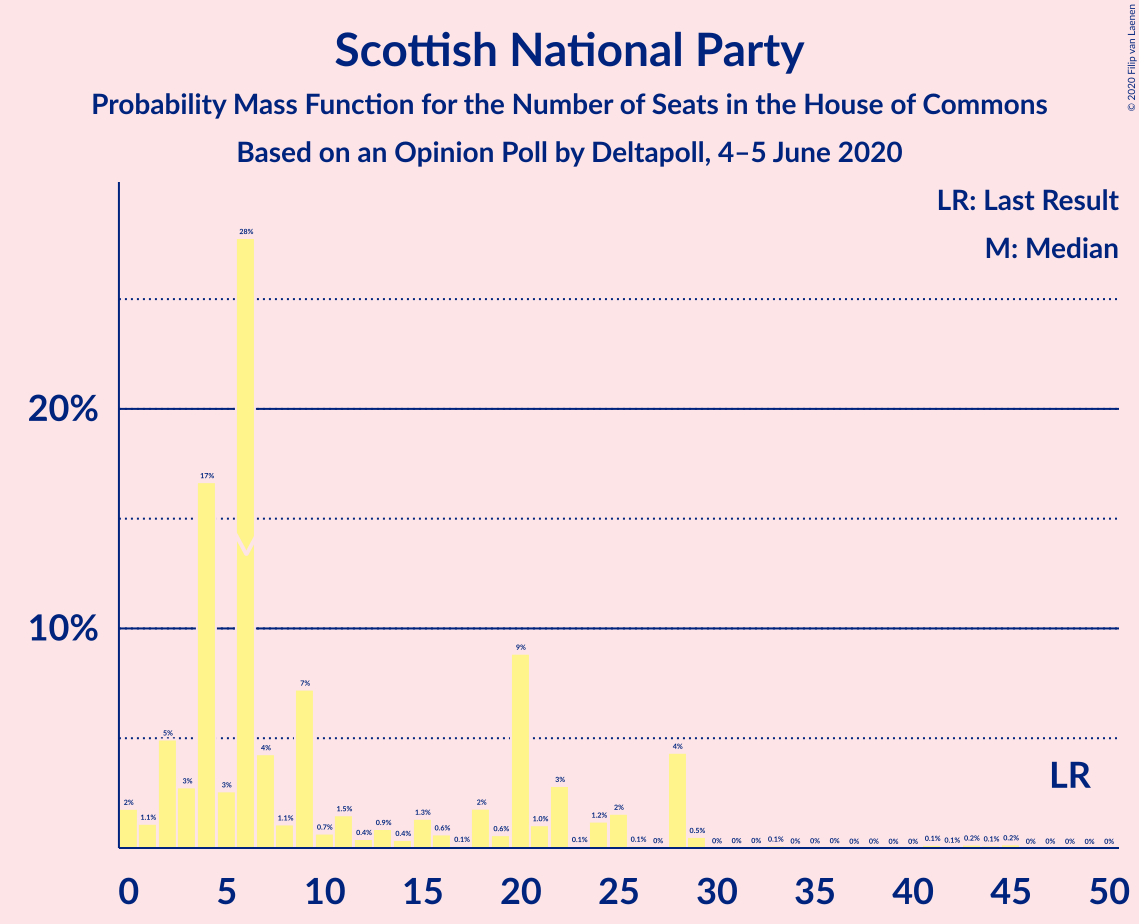 Scottish National Party
Probability Mass Function for the Number of Seats in the House of Commons
Based on an Opinion Poll by Deltapoll, 4–5 June 2020
© 2020 Filip van Laenen
LR: Last Result
M: Median
20%
10%
2% 1.1% 5% 3% 17% 3% 28% 4% 1.1% 7% 0.7% 1.5% 0.4% 0.9% 0.4% 1.3% 0.6% 0.1% 2% 0.6% 9% 1.0% 3% 0.1% 1.2% 2% 0.1% 0% 4% 0.5% 0% 0% 0% 0.1% 0% 0% 0% 0% 0% 0% 0% 0.1% 0.1% 0.2% 0.1% 0.2% 0% 0% 0% 0% 0%
LR
0 5 10 15 20 25 30 35 40 45 50